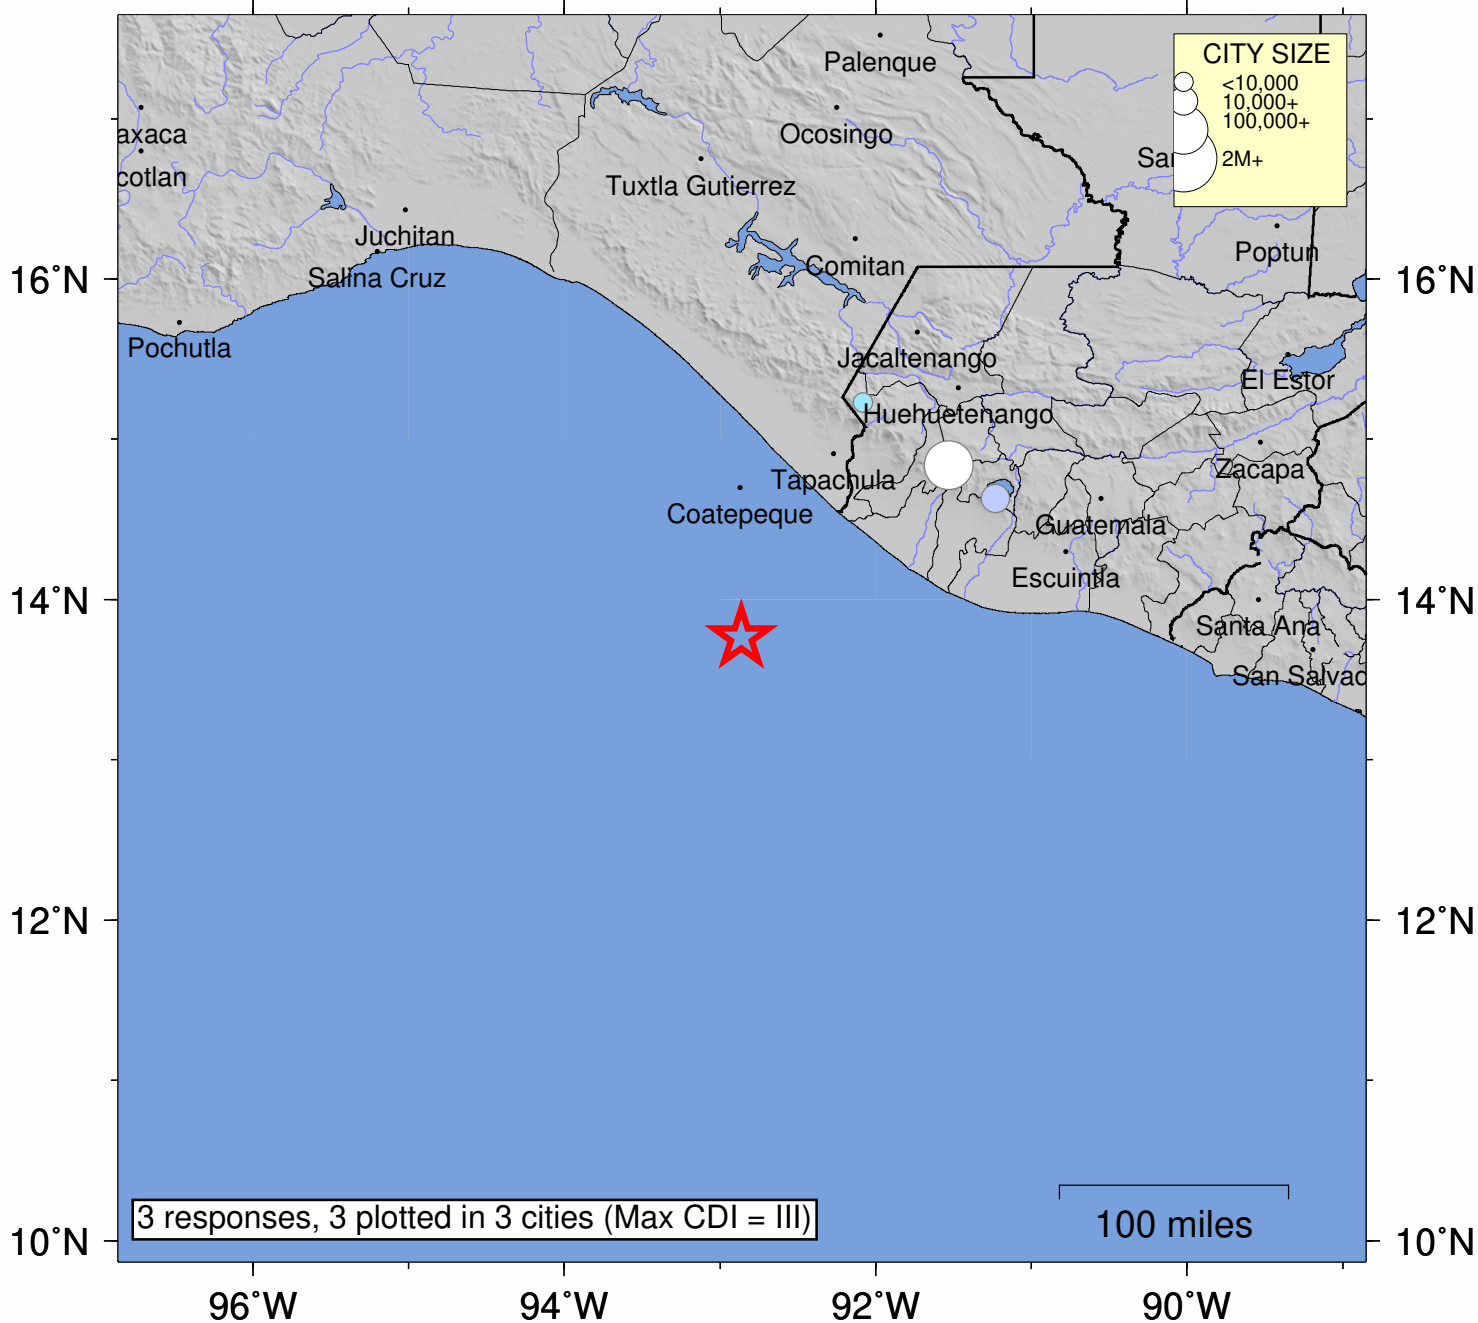 Palenque
CITY SIZE
<10,000
10,000+
100,000+
2M+
axaca
Ocosingo
cotlan
Tuxtla Gutierrez
Sar
Juchitan
Salina Cruz
Comitan
Poptun
16°N
16°N
Pochutla
Jacaltenango
El Estor
Huehuetenango
Tapachula
Zacapa
Coatepeque
Guatemala
Escuintla
14°N
14°N
Santa Ana
San Salvad
12°N
12°N
3 responses, 3 plotted in 3 cities (Max CDI = III)
100 miles
10°N
10°N
96°W
94°W
92°W
90°W